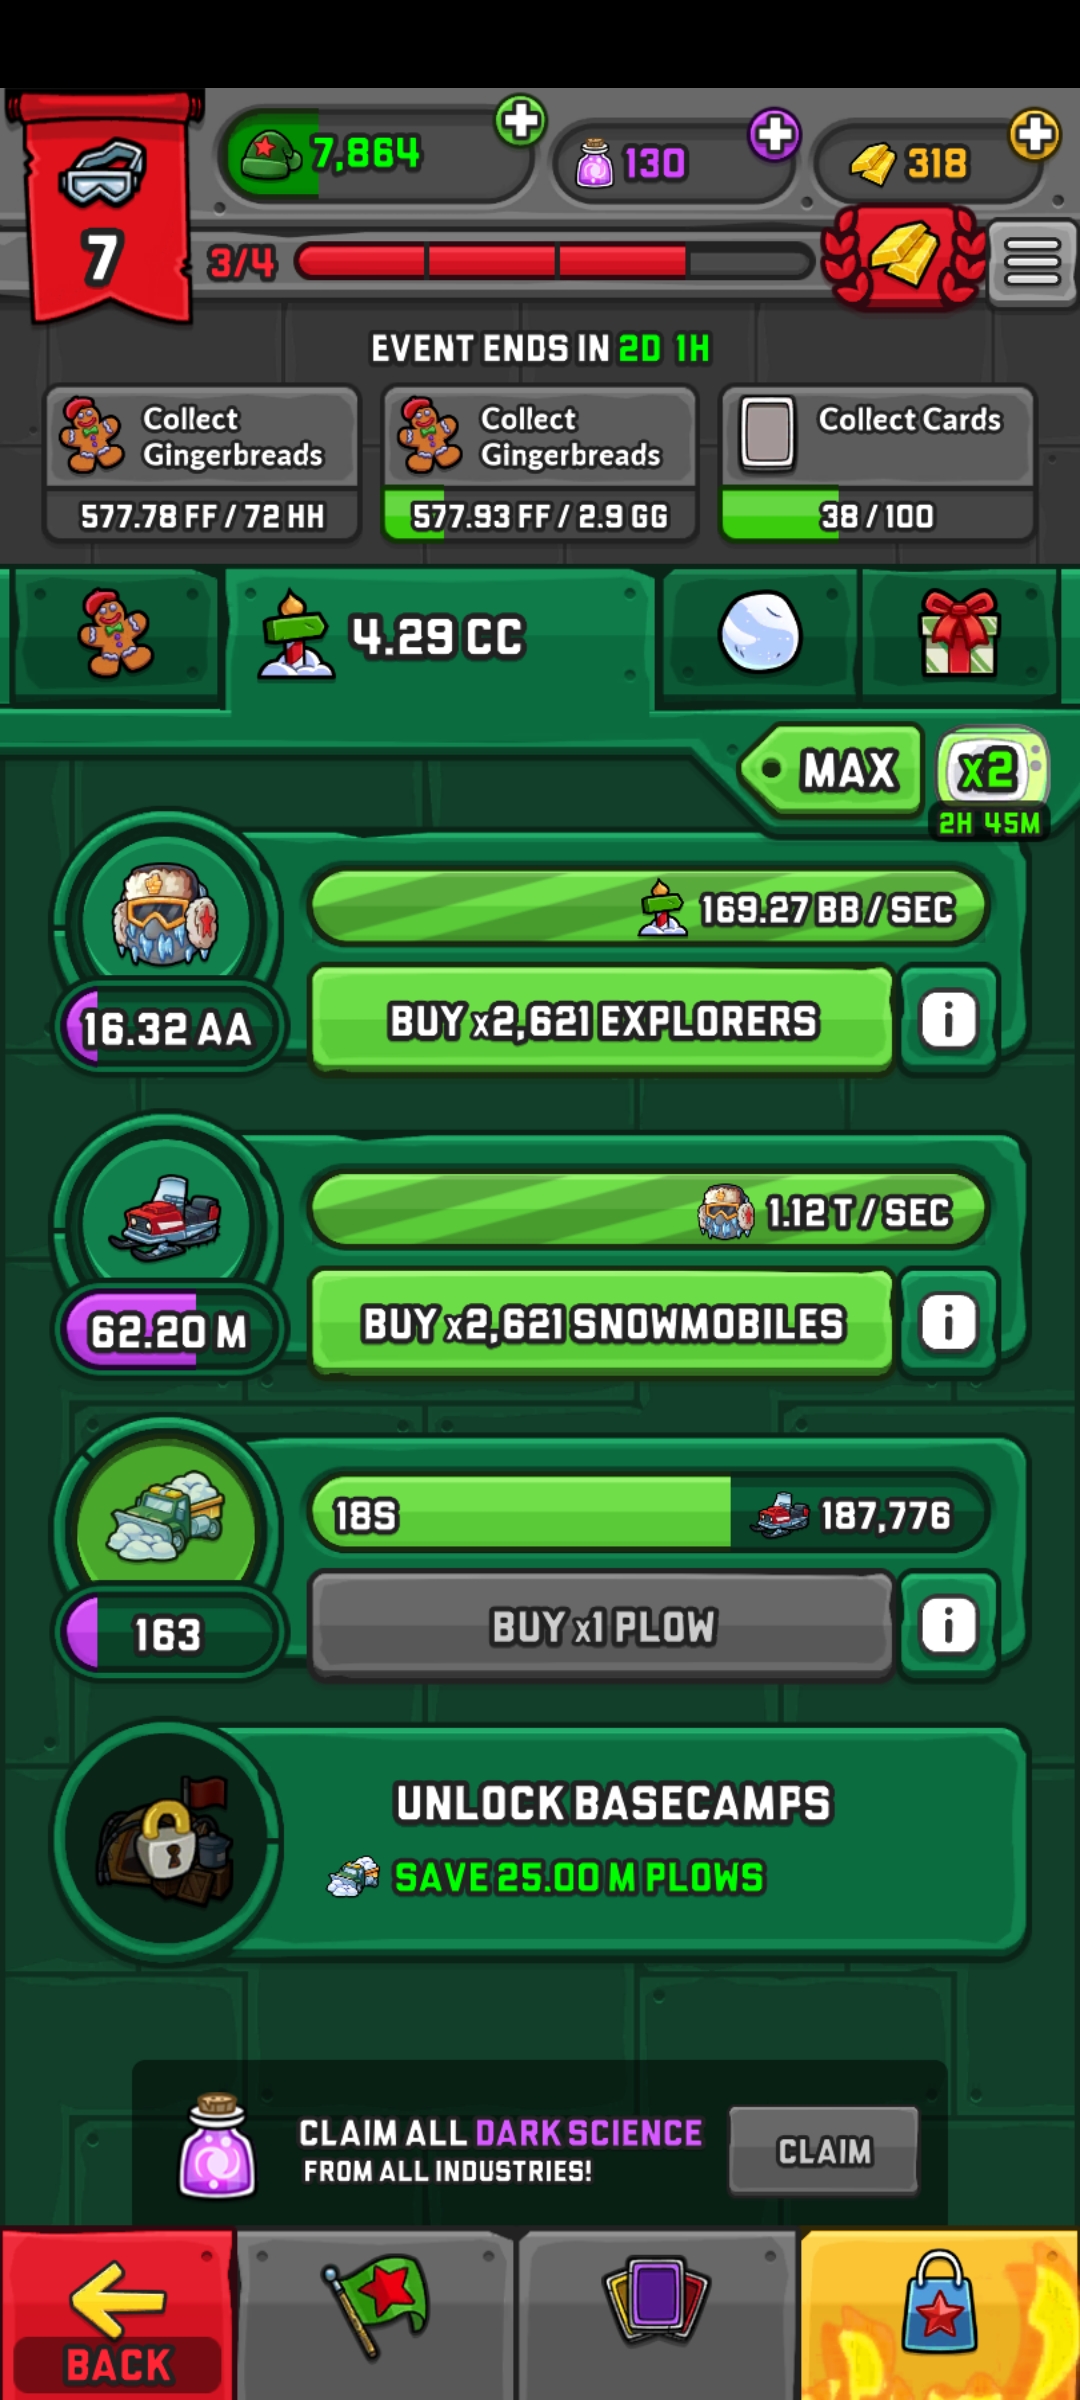 7,864
130
318
7
3/4
EVENT ENDS IN 2D 1H
Collect
Gingerbreads
577.78 FF / 72 HH
Collect
Gingerbreads
577.93 FF / 2.9 GG
Collect Cards
38 / 100
4.29 CC
MAX
x2
2H 45M
169.27 BB / SEC
16.32 AA
BUY x2,621 EXPLORERS
i
1.12 T / SEC
62.20 M
BUY x2,621 SNOWMOBILES
i
18S
187,776
163
BUY x1 PLOW
i
UNLOCK BASECAMPS
SAVE 25.00 M PLOWS
CLAIM ALL DARK SCIENCE
FROM ALL INDUSTRIES!
CLAIM
BACK